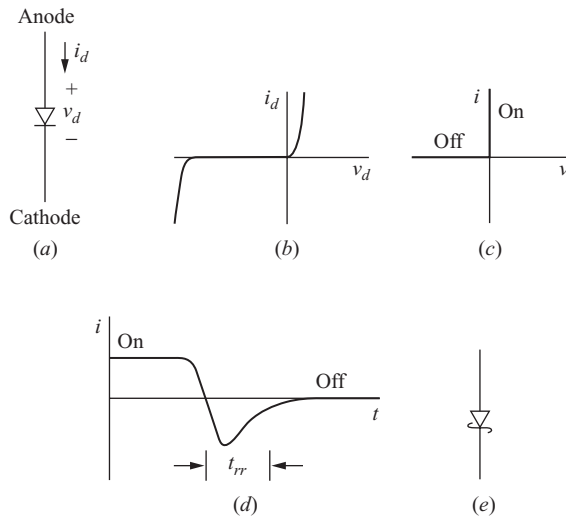 Anode
i_d
+
v_d
−
Cathode
(a)
i_d
v_d
(b)
i
On
Off
v
(c)
i
On
Off
t
t_rr
(d)
(e)